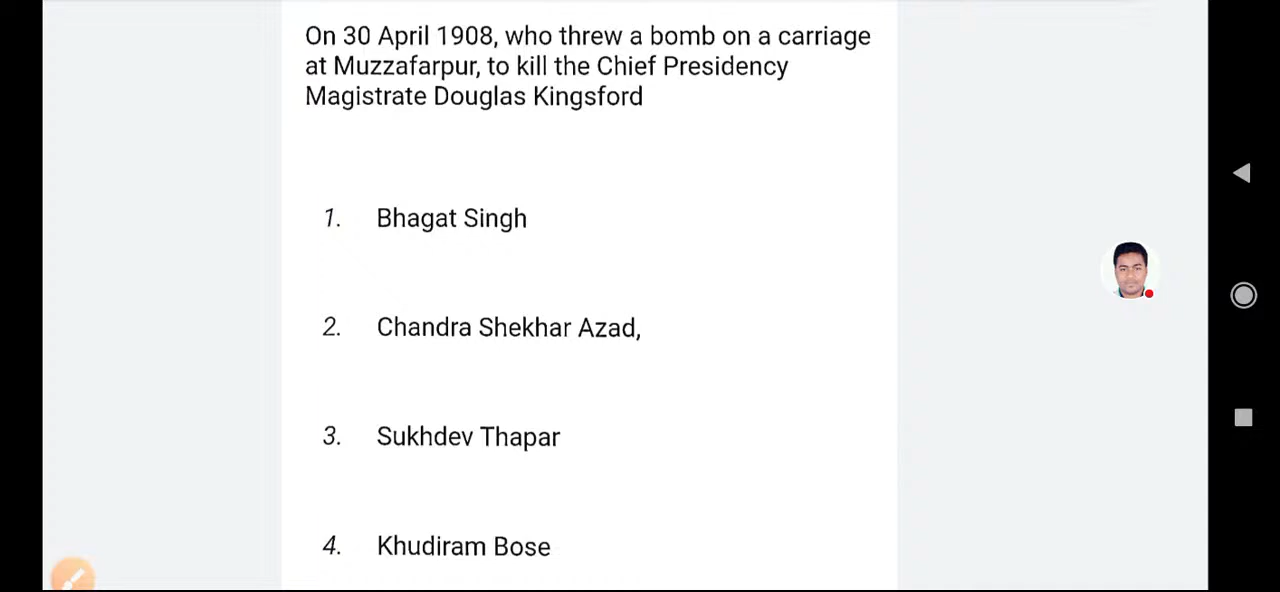 On 30 April 1908, who threw a bomb on a carriage
at Muzzafarpur, to kill the Chief Presidency
Magistrate Douglas Kingsford
1. Bhagat Singh
2. Chandra Shekhar Azad,
3. Sukhdev Thapar
4. Khudiram Bose